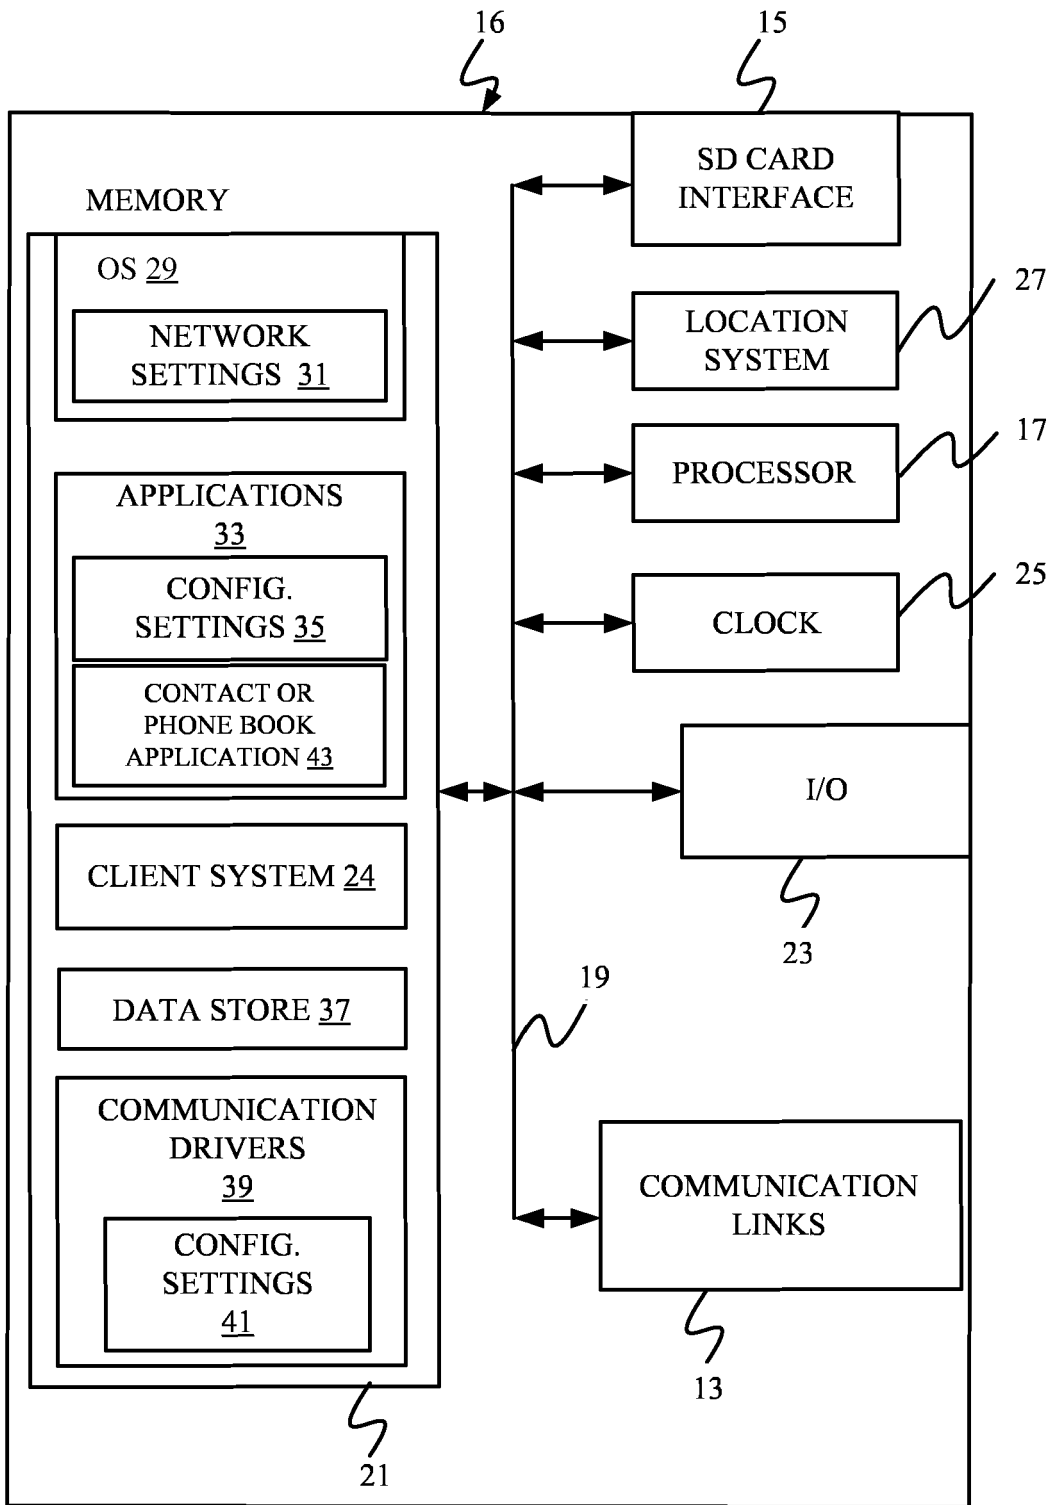 16
15
MEMORY
OS 29
NETWORK
SETTINGS 31
APPLICATIONS
33
CONFIG.
SETTINGS 35
CONTACT OR
PHONE BOOK
APPLICATION 43
CLIENT SYSTEM 24
DATA STORE 37
COMMUNICATION
DRIVERS
39
CONFIG.
SETTINGS
41
21
SD CARD
INTERFACE
LOCATION
SYSTEM
27
PROCESSOR
17
CLOCK
25
I/O
23
19
COMMUNICATION
LINKS
13